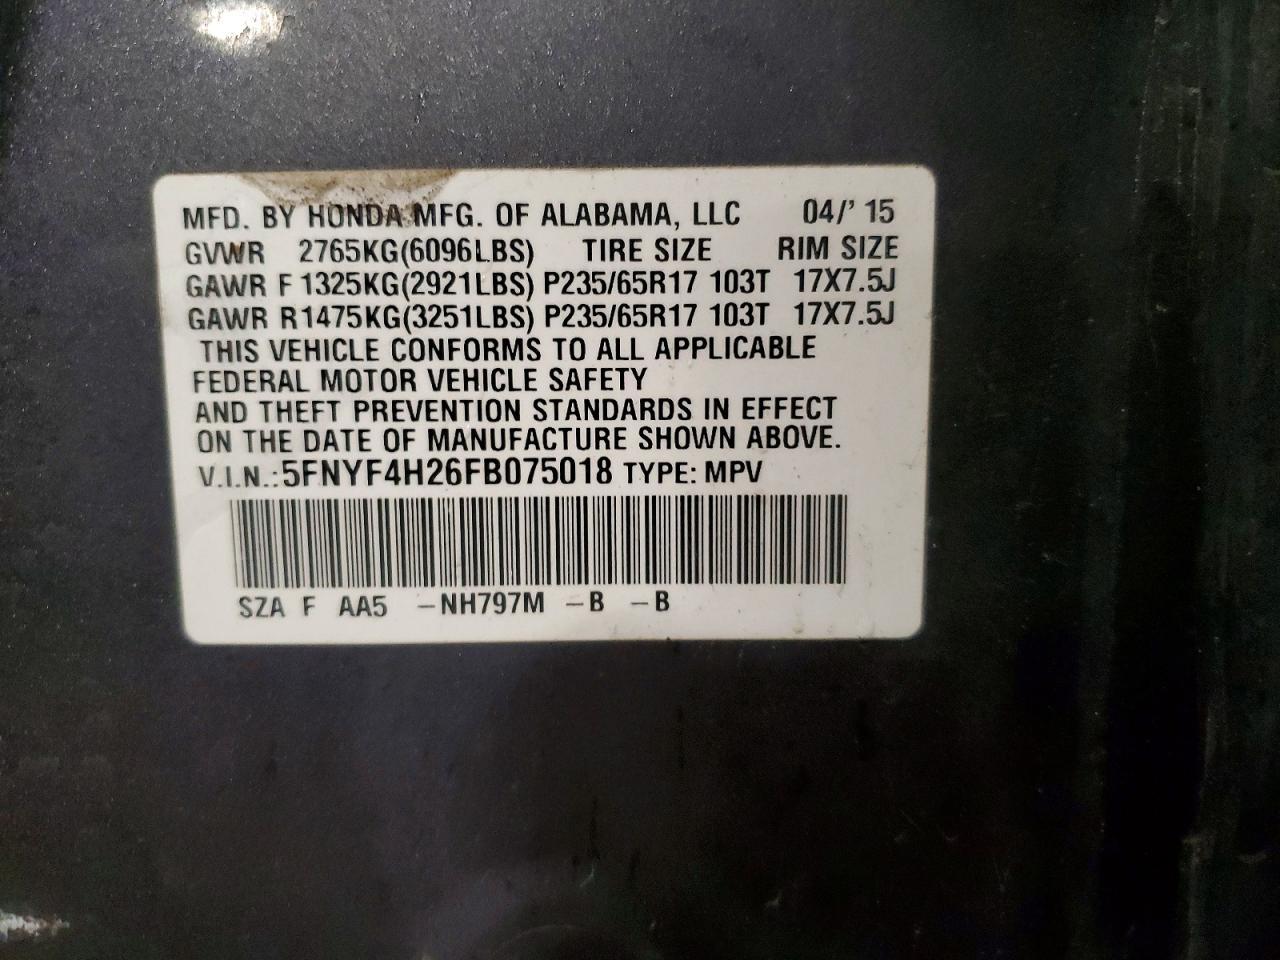 MFD. BY HONDA MFG. OF ALABAMA, LLC 04/' 15
GVWR 2765KG(6096LBS) TIRE SIZE RIM SIZE
GAWR F 1325KG(2921LBS) P235/65R17 103T 17X7.5J
GAWR R1475KG(3251LBS) P235/65R17 103T 17X7.5J
THIS VEHICLE CONFORMS TO ALL APPLICABLE
FEDERAL MOTOR VEHICLE SAFETY
AND THEFT PREVENTION STANDARDS IN EFFECT
ON THE DATE OF MANUFACTURE SHOWN ABOVE.
V.I.N.:5FNYF4H26FB075018 TYPE: MPV
SZA F AA5 –NH797M –B –B